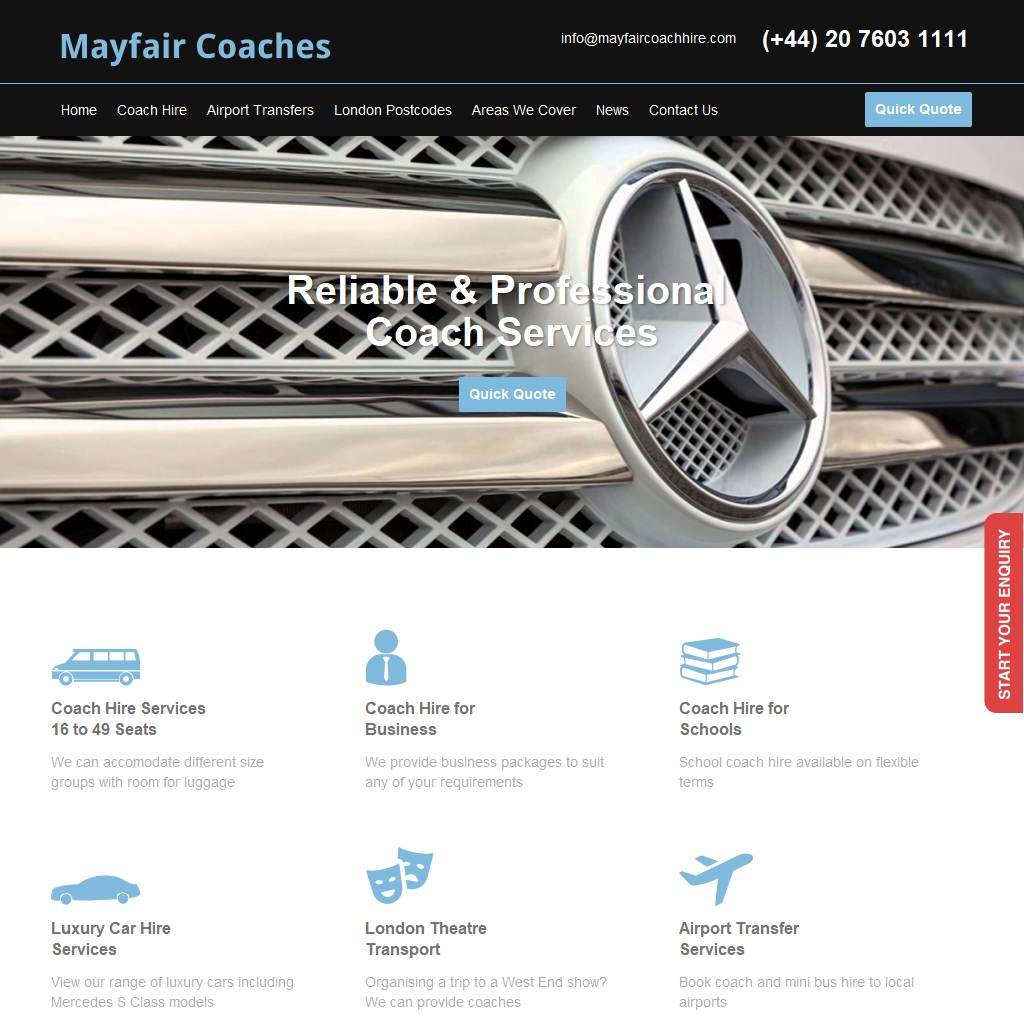 Mayfair Coaches
info@mayfaircoachhire.com
(+44) 20 7603 1111
Home
Coach Hire
Airport Transfers
London Postcodes
Areas We Cover
News
Contact Us
Quick Quote
Reliable & Professional
Coach Services
Quick Quote
START YOUR ENQUIRY
Coach Hire Services
16 to 49 Seats
We can accomodate different size
groups with room for luggage
Coach Hire for
Business
We provide business packages to suit
any of your requirements
Coach Hire for
Schools
School coach hire available on flexible
terms
Luxury Car Hire
Services
View our range of luxury cars including
Mercedes S Class models
London Theatre
Transport
Organising a trip to a West End show?
We can provide coaches
Airport Transfer
Services
Book coach and mini bus hire to local
airports